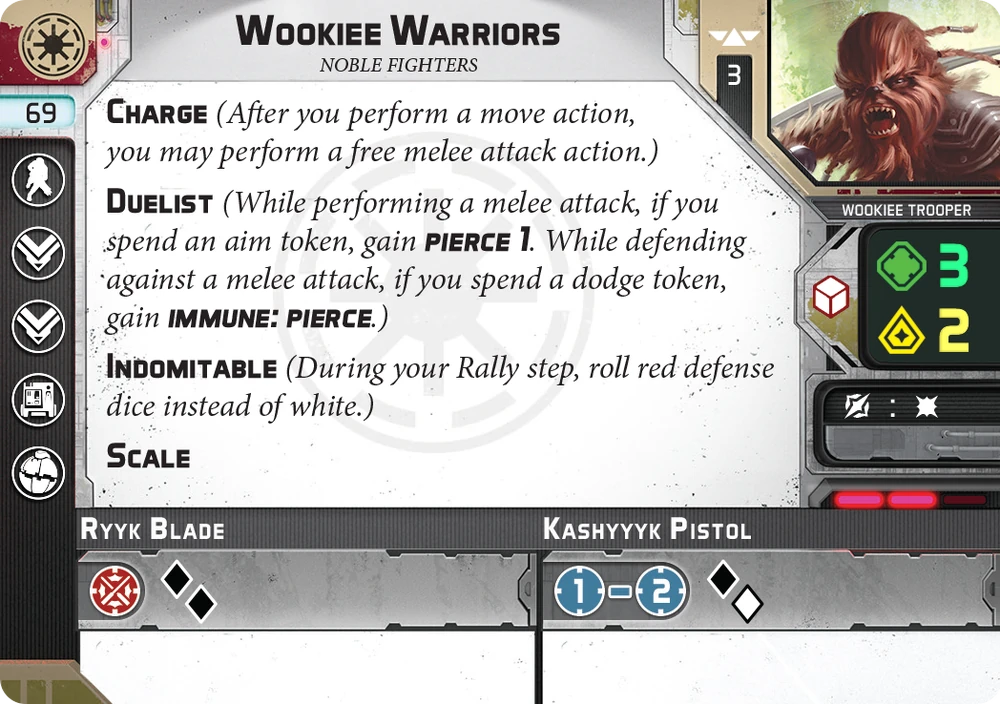 Wookiee Warriors
NOBLE FIGHTERS
69
3
Charge (After you perform a move action,
you may perform a free melee attack action.)
Duelist (While performing a melee attack, if you
spend an aim token, gain PIERCE 1. While defending
against a melee attack, if you spend a dodge token,
gain IMMUNE: PIERCE.)
Indomitable (During your Rally step, roll red defense
dice instead of white.)
Scale
WOOKIEE TROOPER
3
2
:
Ryyk Blade
Kashyyyk Pistol
1 - 2